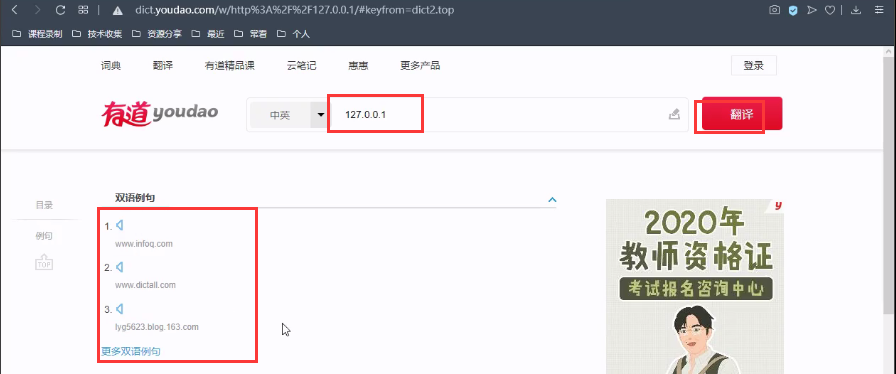 dict.youdao.com/w/http%3A%2F%2F127.0.0.1/#keyfrom=dict2.top
课程录制 技术收集 资源分享 最近 常看 个人
词典 翻译 有道精品课 云笔记 惠惠 更多产品 登录
有道 youdao 中英 127.0.0.1 翻译
目录
例句
TOP
双语例句
1.
www.infoq.com
2.
www.dictall.com
3.
lyg5623.blog.163.com
更多双语例句
y
2020年
教师资格证
考试报名咨询中心